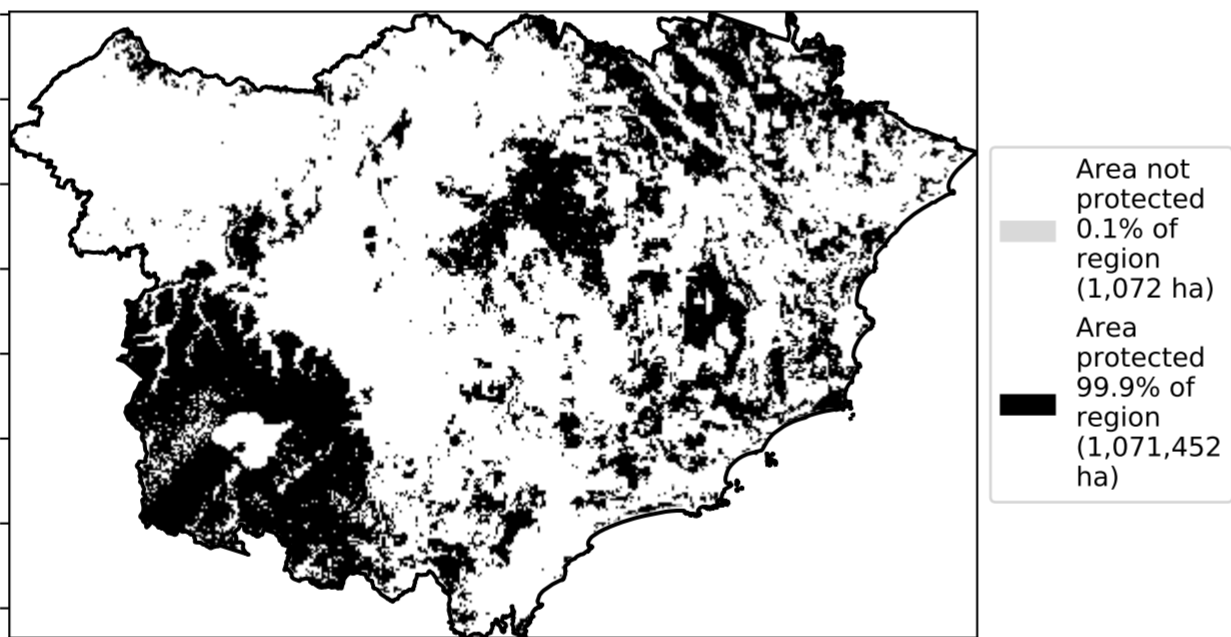 Area not
protected
0.1% of
region
(1,072 ha)
Area
protected
99.9% of
region
(1,071,452
ha)